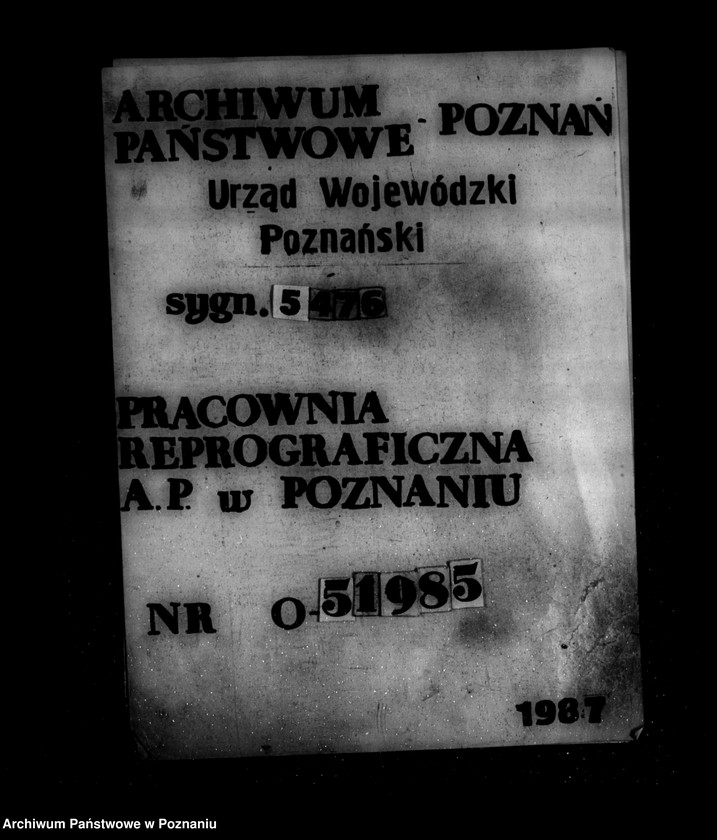 ARCHIWUM
PAŃSTWOWE - POZNAŃ
Urząd Wojewódzki
Poznański
sygn. 5476
PRACOWNIA
REPROGRAFICZNA
A.P. w POZNANIU
NR O-51985
1987
Archiwum Państwowe w Poznaniu